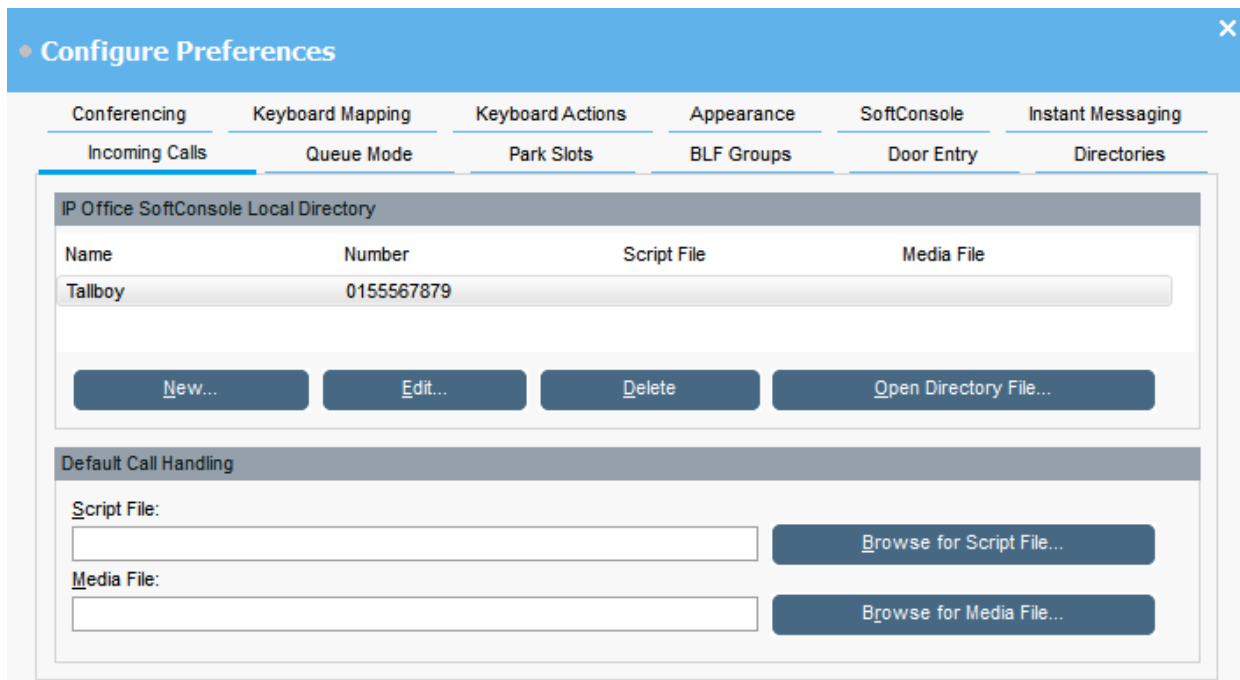 Configure Preferences
Conferencing Keyboard Mapping Keyboard Actions Appearance SoftConsole Instant Messaging
Incoming Calls Queue Mode Park Slots BLF Groups Door Entry Directories
IP Office SoftConsole Local Directory
Name Number Script File Media File
Tallboy 0155567879
New... Edit... Delete Open Directory File...
Default Call Handling
Script File:
Browse for Script File...
Media File:
Browse for Media File...